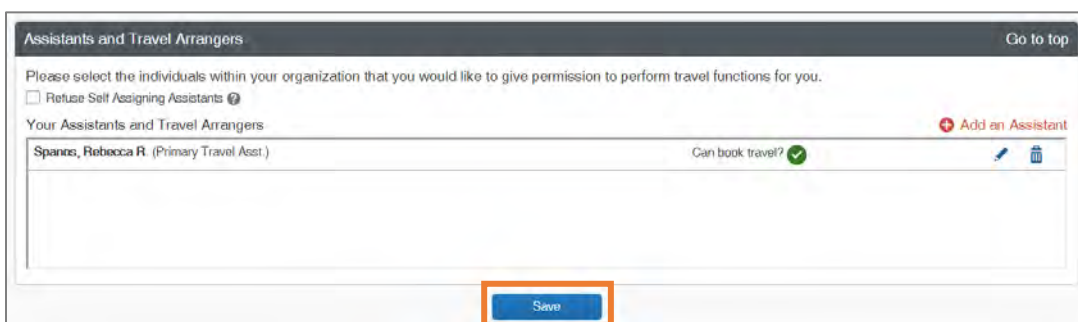 Assistants and Travel Arrangers Go to top
Please select the individuals within your organization that you would like to give permission to perform travel functions for you.
Refuse Self Assigning Assistants
Your Assistants and Travel Arrangers Add an Assistant
Spanos, Rebecca R. (Primary Travel Asst.) Can book travel?
Save